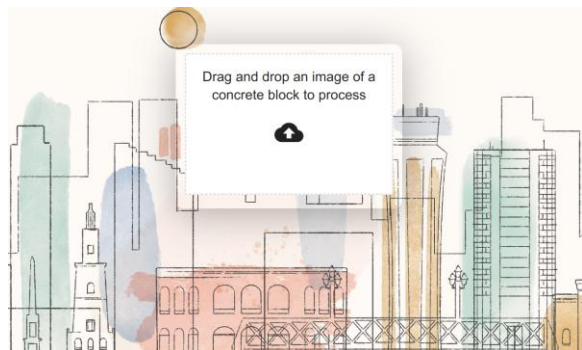 Drag and drop an image of a
concrete block to process